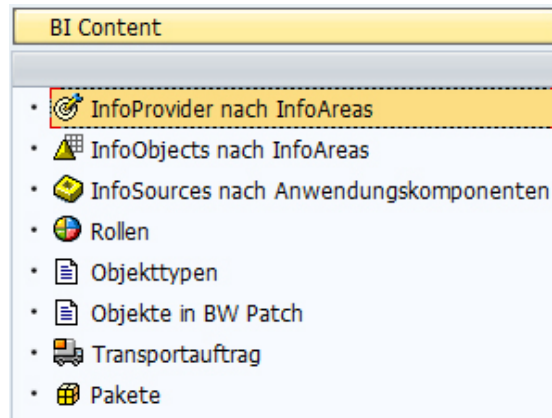 BI Content
InfoProvider nach InfoAreas
InfoObjects nach InfoAreas
InfoSources nach Anwendungskomponenten
Rollen
Objekttypen
Objekte in BW Patch
Transportauftrag
Pakete